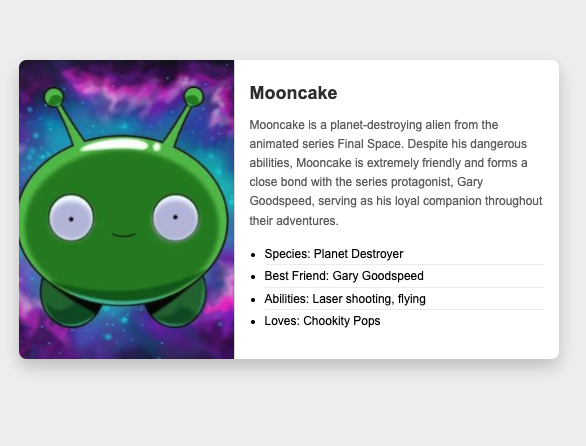 Mooncake
Mooncake is a planet-destroying alien from the
animated series Final Space. Despite his dangerous
abilities, Mooncake is extremely friendly and forms a
close bond with the series protagonist, Gary
Goodspeed, serving as his loyal companion throughout
their adventures.
• Species: Planet Destroyer
• Best Friend: Gary Goodspeed
• Abilities: Laser shooting, flying
• Loves: Chookity Pops